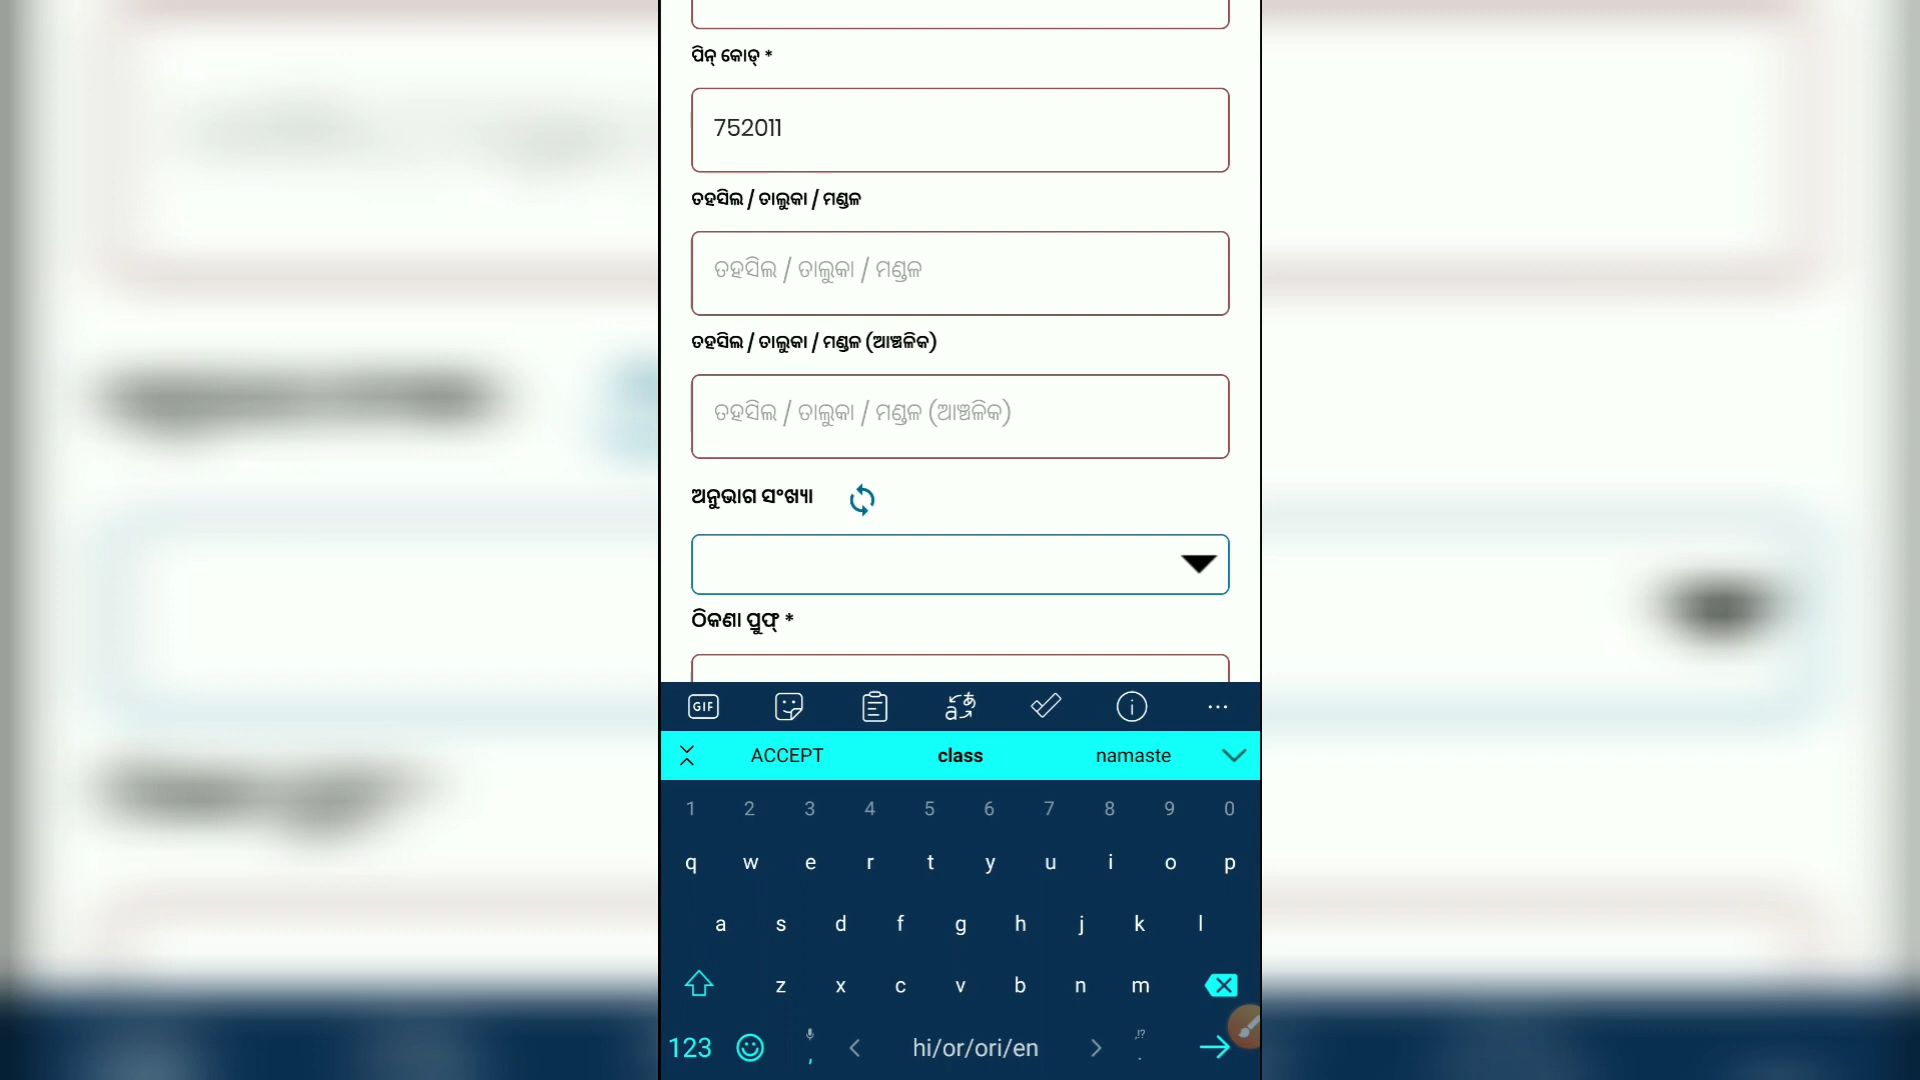 ପିନ୍ କୋଡ୍ *
752011
ତହସିଲ / ତାଲୁକା / ମଣ୍ଡଳ
ତହସିଲ / ତାଲୁକା / ମଣ୍ଡଳ
ତହସିଲ / ତାଲୁକା / ମଣ୍ଡଳ (ଆଞ୍ଚଳିକ)
ତହସିଲ / ତାଲୁକା / ମଣ୍ଡଳ (ଆଞ୍ଚଳିକ)
ଅନୁଭାଗ ସଂଖ୍ୟା
ଠିକଣା ପ୍ରୁଫ୍ *
GIF
ACCEPT class namaste
1 2 3 4 5 6 7 8 9 0
q w e r t y u i o p
a s d f g h j k l
z x c v b n m
123 , < hi/or/ori/en > ,!? .